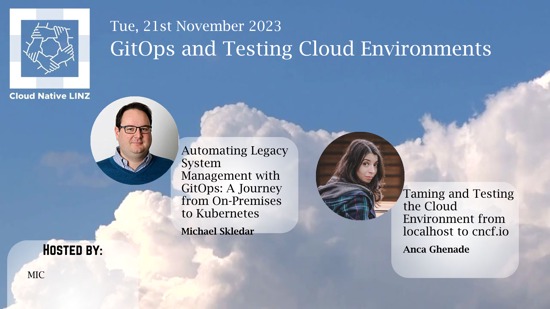 Tue, 21st November 2023
GitOps and Testing Cloud Environments
Cloud Native LINZ
Automating Legacy
System
Management with
GitOps: A Journey
from On-Premises
to Kubernetes
Michael Skledar
Taming and Testing
the Cloud
Environment from
localhost to cncf.io
Anca Ghenade
HOSTED BY:
MIC